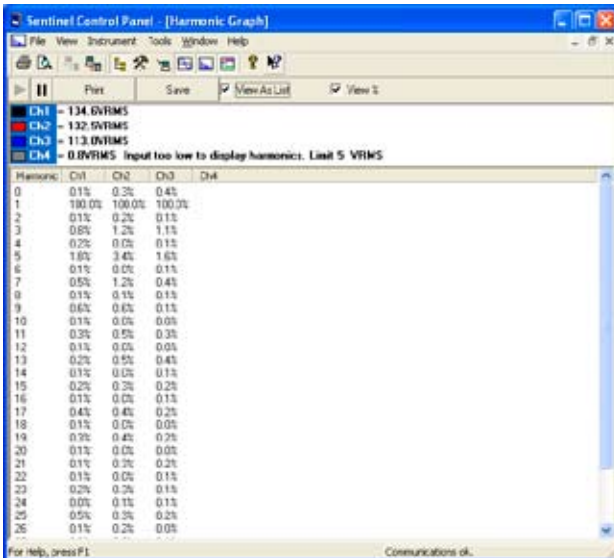 Sentinel Control Panel - [Harmonic Graph]
File View Instrument Tools Window Help
Print Save View As List View %
Ch1 = 134.6VRMS
Ch2 = 132.5VRMS
Ch3 = 113.0VRMS
Ch4 = 0.8VRMS Input too low to display harmonics. Limit 5 VRMS
Harmonic Ch1 Ch2 Ch3 Ch4
0 0.1% 0.3% 0.4%
1 100.0% 100.0% 100.0%
2 0.1% 0.2% 0.1%
3 0.8% 1.2% 1.1%
4 0.2% 0.0% 0.1%
5 1.8% 3.4% 1.6%
6 0.1% 0.0% 0.1%
7 0.5% 1.2% 0.4%
8 0.1% 0.1% 0.1%
9 0.6% 0.6% 0.1%
10 0.1% 0.0% 0.0%
11 0.3% 0.5% 0.3%
12 0.1% 0.0% 0.0%
13 0.2% 0.5% 0.4%
14 0.1% 0.0% 0.1%
15 0.2% 0.3% 0.2%
16 0.1% 0.0% 0.1%
17 0.4% 0.4% 0.2%
18 0.1% 0.0% 0.0%
19 0.3% 0.4% 0.2%
20 0.1% 0.0% 0.0%
21 0.1% 0.3% 0.2%
22 0.1% 0.0% 0.1%
23 0.2% 0.3% 0.1%
24 0.0% 0.1% 0.1%
25 0.5% 0.3% 0.2%
26 0.1% 0.2% 0.0%
For Help, press F1 Communications ok.